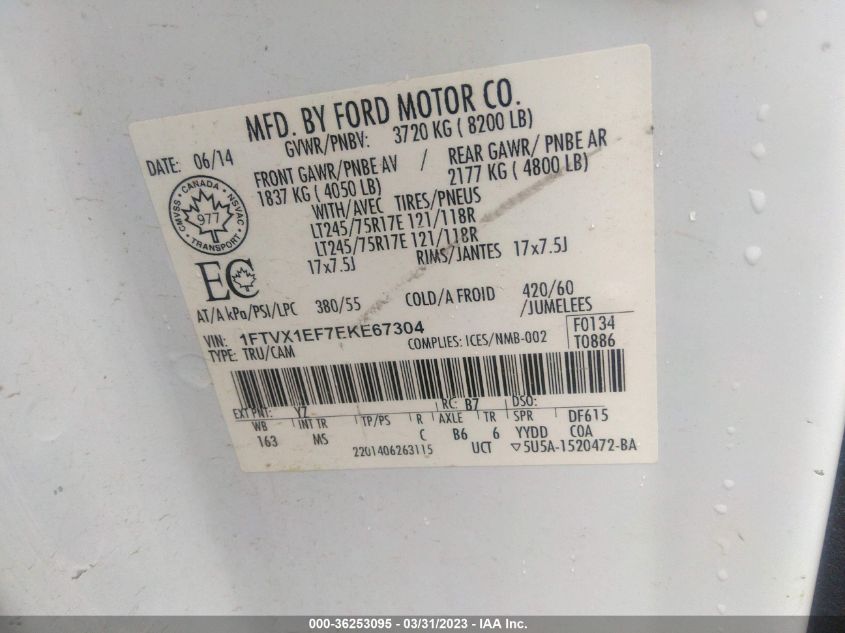 MFD. BY FORD MOTOR CO.
DATE: 06/14
GVWR/PNBV: 3720 KG ( 8200 LB)
FRONT GAWR/PNBE AV / REAR GAWR/ PNBE AR
1837 KG ( 4050 LB) 2177 KG ( 4800 LB)
WITH/AVEC TIRES/PNEUS
LT245/75R17E 121/118R
LT245/75R17E 121/118R
17x7.5J RIMS/JANTES 17x7.5J
CANADA
CMVSS · NSVAC
977
TRANSPORT
EC
AT/A kPa/PSI/LPC 380/55 COLD/A FROID 420/60
/JUMELEES
VIN: 1FTVX1EF7EKE67304
TYPE: TRU/CAM COMPLIES: ICES/NMB-002
F0134
T0886
EXT PNT: YZ RC: B7 DSO:
WB INT TR TP/PS R AXLE TR SPR DF615
163 MS C B6 6 YYDD COA
2201406263115 UCT 5U5A-1520472-BA
000-36253095 - 03/31/2023 - IAA Inc.